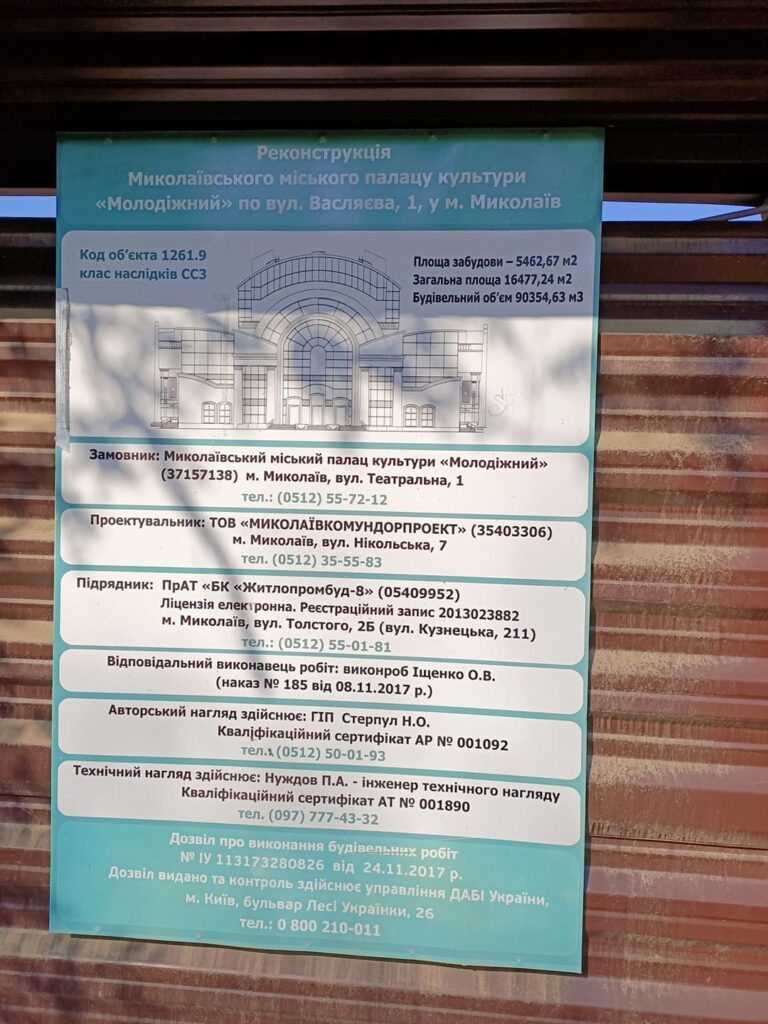 Реконструкція
Миколаївського міського палацу культури
«Молодіжний» по вул. Васляєва, 1, у м. Миколаїв
Код об'єкта 1261.9
клас наслідків СС3
Площа забудови – 5462,67 м2
Загальна площа 16477,24 м2
Будівельний об'єм 90354,63 м3
Замовник: Миколаївський міський палац культури «Молодіжний»
(37157138) м. Миколаїв, вул. Театральна, 1
тел.: (0512) 55-72-12
Проектувальник: ТОВ «МИКОЛАЇВКОМУНДОРПРОЕКТ» (35403306)
м. Миколаїв, вул. Нікольська, 7
тел. (0512) 35-55-83
Підрядник: ПрАТ «БК «Житлопромбуд-8» (05409952)
Ліцензія електронна. Реєстраційний запис 2013023882
м. Миколаїв, вул. Толстого, 2Б (вул. Кузнецька, 211)
тел.: (0512) 55-01-81
Відповідальний виконавець робіт: виконроб Іщенко О.В.
(наказ № 185 від 08.11.2017 р.)
Авторський нагляд здійснює: ГІП Стерпул Н.О.
Кваліфікаційний сертифікат АР № 001092
тел.: (0512) 50-01-93
Технічний нагляд здійснює: Нуждов П.А. - інженер технічного нагляду
Кваліфікаційний сертифікат АТ № 001890
тел. (097) 777-43-32
Дозвіл про виконання будівельних робіт
№ ІУ 113173280826 від 24.11.2017 р.
Дозвіл видано та контроль здійснює управління ДАБІ України,
м. Київ, бульвар Лесі Українки, 26
тел.: 0 800 210-011